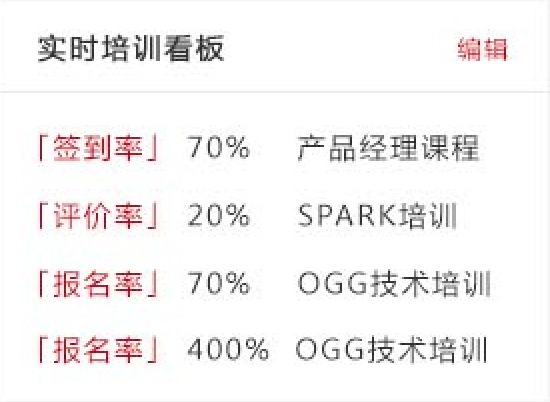 实时培训看板 编辑
「签到率」 70% 产品经理课程
「评价率」 20% SPARK培训
「报名率」 70% OGG技术培训
「报名率」 400% OGG技术培训